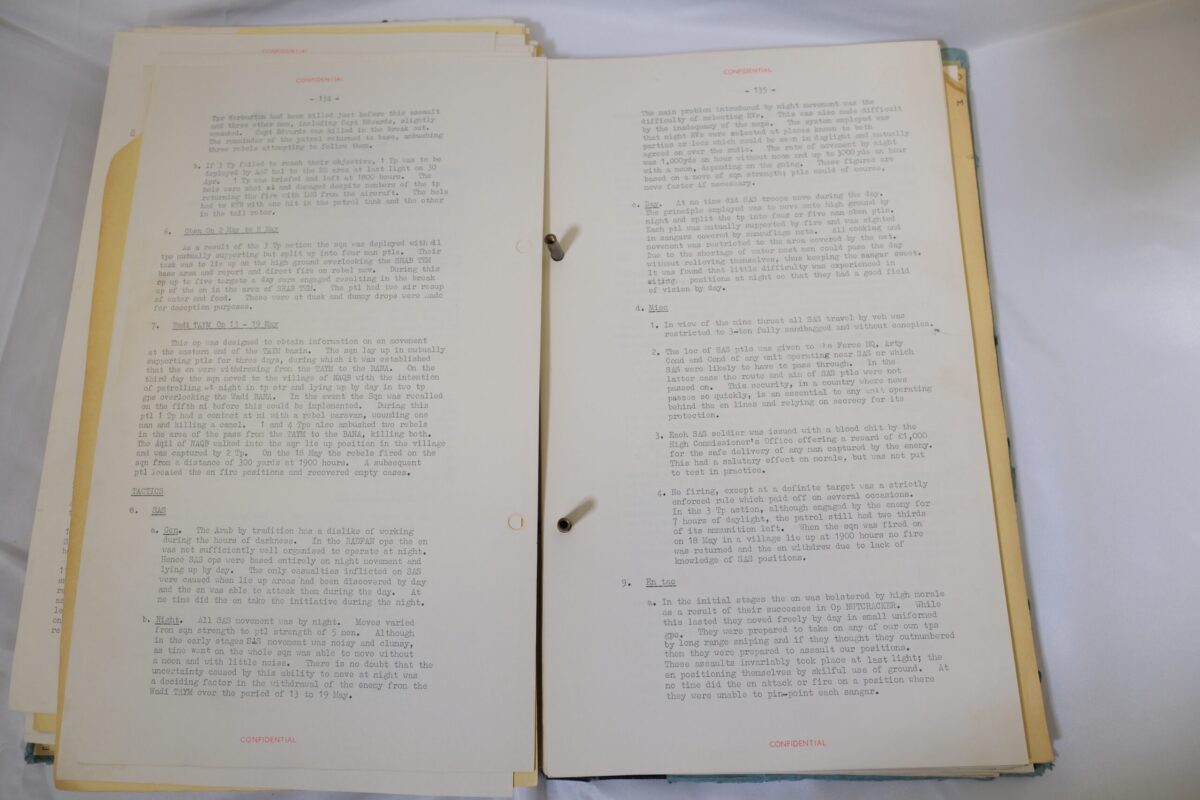 CONFIDENTIAL
CONFIDENTIAL
- 134 -
Tpr Warburton had been killed just before this assault
and three other men, including Capt Edwards, slightly
wounded. Capt Edwards was killed in the break out.
The remainder of the patrol returned to base, ambushing
three rebels attempting to follow them.
b. If 3 Tp failed to reach their objective, 1 Tp was to be
deployed by hel to the area at last light on 30
Apr. 1 Tp was briefed and left at 1800 hours. The
hels were shot at and damaged despite members of the tp
returning the fire with from the aircraft. The hels
had to RTB with one hit in the patrol tank and the other
in the tail rotor.
6. On 2 May to 8 May
As a result of the 3 Tp action the sqn was deployed with all
tps mutually supporting but split up into four man ptls. Their
task was to lie up on the high ground overlooking the SHAB TEM
base area and report and direct fire on rebel mov. During this
op up to five targets a day were engaged resulting in the break
up of the en in the area of SHAB TEM. The ptl had two air resup
of water and food. These were at dusk and dummy drops were made
for deception purposes.
7. Wadi TAYM On 13 - 19 May
This op was designed to obtain information on en movement
at the eastern end of the TAYM basin. The sqn lay up in mutually
supporting ptls for three days, during which it was established
that the en were withdrawing from the TAYM to the BANA. On the
third day the sqn moved to the village of NAQB with the intention
of patrolling at night in tp str and lying up by day in two tp
gps overlooking the Wadi BANA. In the event the Sqn was recalled
on the fifth ni before this could be implemented. During this
ptl 1 Tp had a contact at ni with a rebel caravan, wounding one
man and killing a camel. 1 and 4 Tps also ambushed two rebels
in the area of the pass from the TAYM to the BANA, killing both.
The Aqil of NAQB walked into the sqn lie up position in the village
and was captured by 2 Tp. On the 18 May the rebels fired on the
sqn from a distance of 300 yards at 1900 hours. A subsequent
ptl located the en fire positions and recovered empty cases.
TACTICS
8. SAS
a. Gen. The Arab by tradition has a dislike of working
during the hours of darkness. In the RADFAN ops the en
was not sufficiently well organised to operate at night.
Hence SAS ops were based entirely on night movement and
lying up by day. The only casualties inflicted on SAS
were caused when lie up areas had been discovered by day
and the en was able to attack them during the day. At
no time did the en take the initiative during the night.
b. Night. All SAS movement was by night. Moves varied
from sqn strength to ptl strength of 5 men. Although
in the early stages SAS movement was noisy and clumsy,
as time went on the whole sqn was able to move without
a moon and with little noise. There is no doubt that the
uncertainty caused by this ability to move at night was
a deciding factor in the withdrawal of the enemy from the
Wadi TAYM over the period of 13 to 19 May.
CONFIDENTIAL
CONFIDENTIAL
- 135 -
The main problem introduced by night movement was the
difficulty of selecting RVs. This was also made difficult
by the inadequacy of the maps. The system employed was
that night RVs were selected at places known to both
parties or locs which could be seen in daylight and mutually
agreed on over the radio. The rate of movement by night
was 1,000yds an hour without moon and up to 3000yds an hour
with a moon, depending on the going. These figures are
based on a move of sqn strength; ptls could of course,
move faster if necessary.
c. Day. At no time did SAS troops move during the day.
The principle employed was to move onto high ground by
night and split the tp into four or five man oken ptls.
Each ptl was mutually supported by fire and was sighted
in sangars covered by camouflage nets. All cooking and
movement was restricted to the area covered by the net.
Due to the shortage of water most men could pass the day
without relieving themselves, thus keeping the sangar sweet.
It was found that little difficulty was experienced in
siting positions at night so that they had a good field
of vision by day.
d. Misc
1. In view of the mine threat all SAS travel by veh was
restricted to 3-ton fully sandbagged and without canopies.
2. The loc of SAS ptls was given to the Force HQ, Arty
Comd and Comd of any unit operating near SAS or which
SAS were likely to have to pass through. In the
latter case the route and aim of SAS ptls were not
passed on. This security, in a country where news
passes so quickly, is an essential to any unit operating
behind the en lines and relying on secrecy for its
protection.
3. Each SAS soldier was issued with a blood chit by the
High Commissioner's Office offering a reward of £1,000
for the safe delivery of any man captured by the enemy.
This had a salutary effect on morale, but was not put
to test in practice.
4. No firing, except at a definite target was a strictly
enforced rule which paid off on several occasions.
In the 3 Tp action, although engaged by the enemy for
7 hours of daylight, the patrol still had two thirds
of its ammunition left. When the sqn was fired on
on 18 May in a village lie up at 1900 hours no fire
was returned and the en withdrew due to lack of
knowledge of SAS positions.
9. En tac
a. In the initial stages the en was bolstered by high morale
as a result of their successes in Op NUTCRACKER. While
this lasted they moved freely by day in small uniformed
gps. They were prepared to take on any of our own tps
by long range sniping and if they thought they outnumbered
them they were prepared to assault our positions.
These assaults invariably took place at last light; the
en positioning themselves by skilful use of ground. At
no time did the en attack or fire on a position where
they were unable to pin-point each sangar.
CONFIDENTIAL